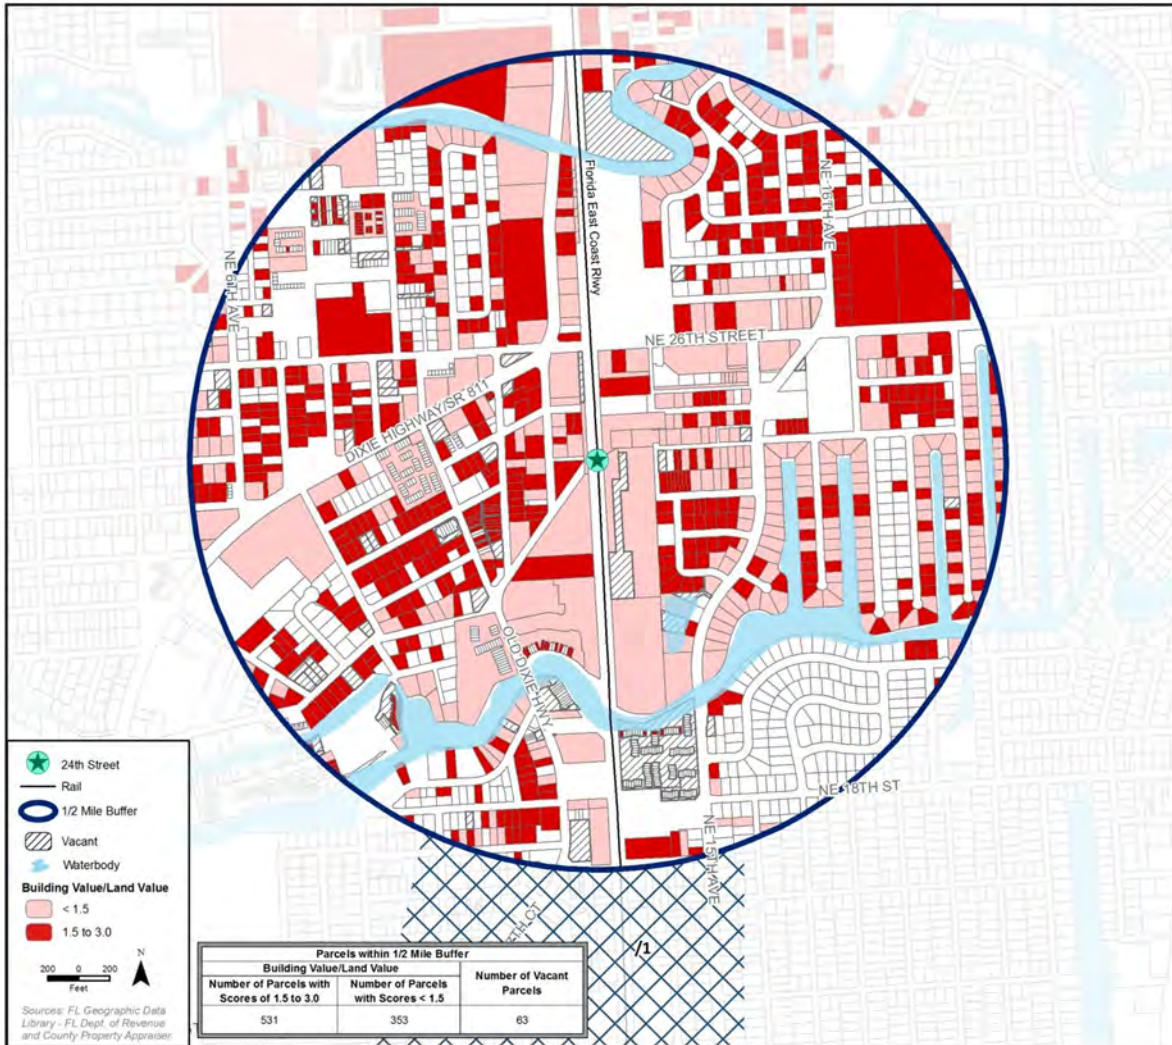 Florida East Coast Rlwy
NE 16TH AVE
NE 6TH AVE
NE 26TH STREET
DIXIE HIGHWAY/SR 811
OLD DIXIE HWY
NE 18TH ST
NE 15TH AVE
TH CT
/1
24th Street
Rail
1/2 Mile Buffer
Vacant
Waterbody
Building Value/Land Value
< 1.5
1.5 to 3.0
N
200 0 200
Feet
Sources: FL Geographic Data
Library - FL Dept. of Revenue
and County Property Appraiser
Parcels within 1/2 Mile Buffer
Building Value/Land Value
Number of Vacant
Parcels
Number of Parcels with
Scores of 1.5 to 3.0
Number of Parcels
with Scores < 1.5
531 353 63